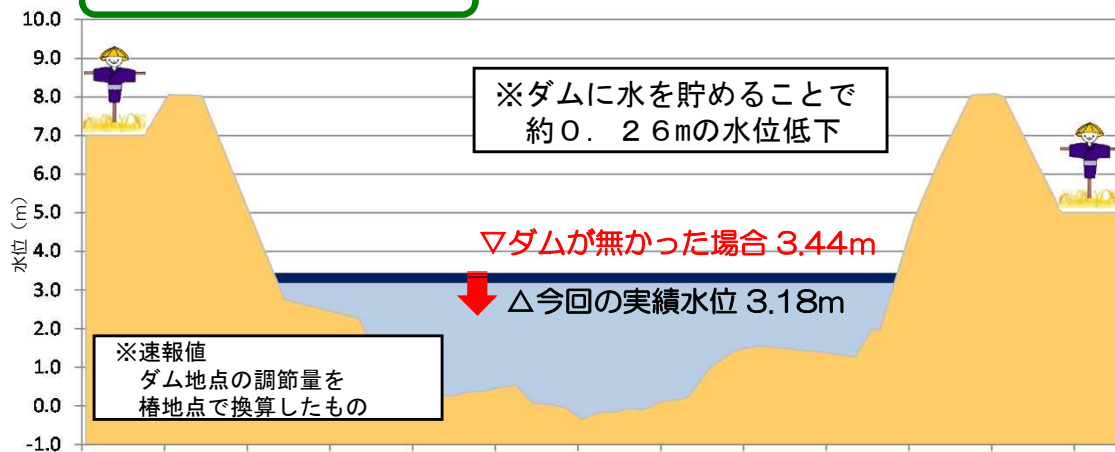 10.0
9.0
8.0
7.0
6.0
5.0
4.0
3.0
2.0
1.0
0.0
-1.0
水位（m）
※ダムに水を貯めることで
約０．２６mの水位低下
▽ダムが無かった場合 3.44m
△今回の実績水位 3.18m
※速報値
ダム地点の調節量を
椿地点で換算したもの